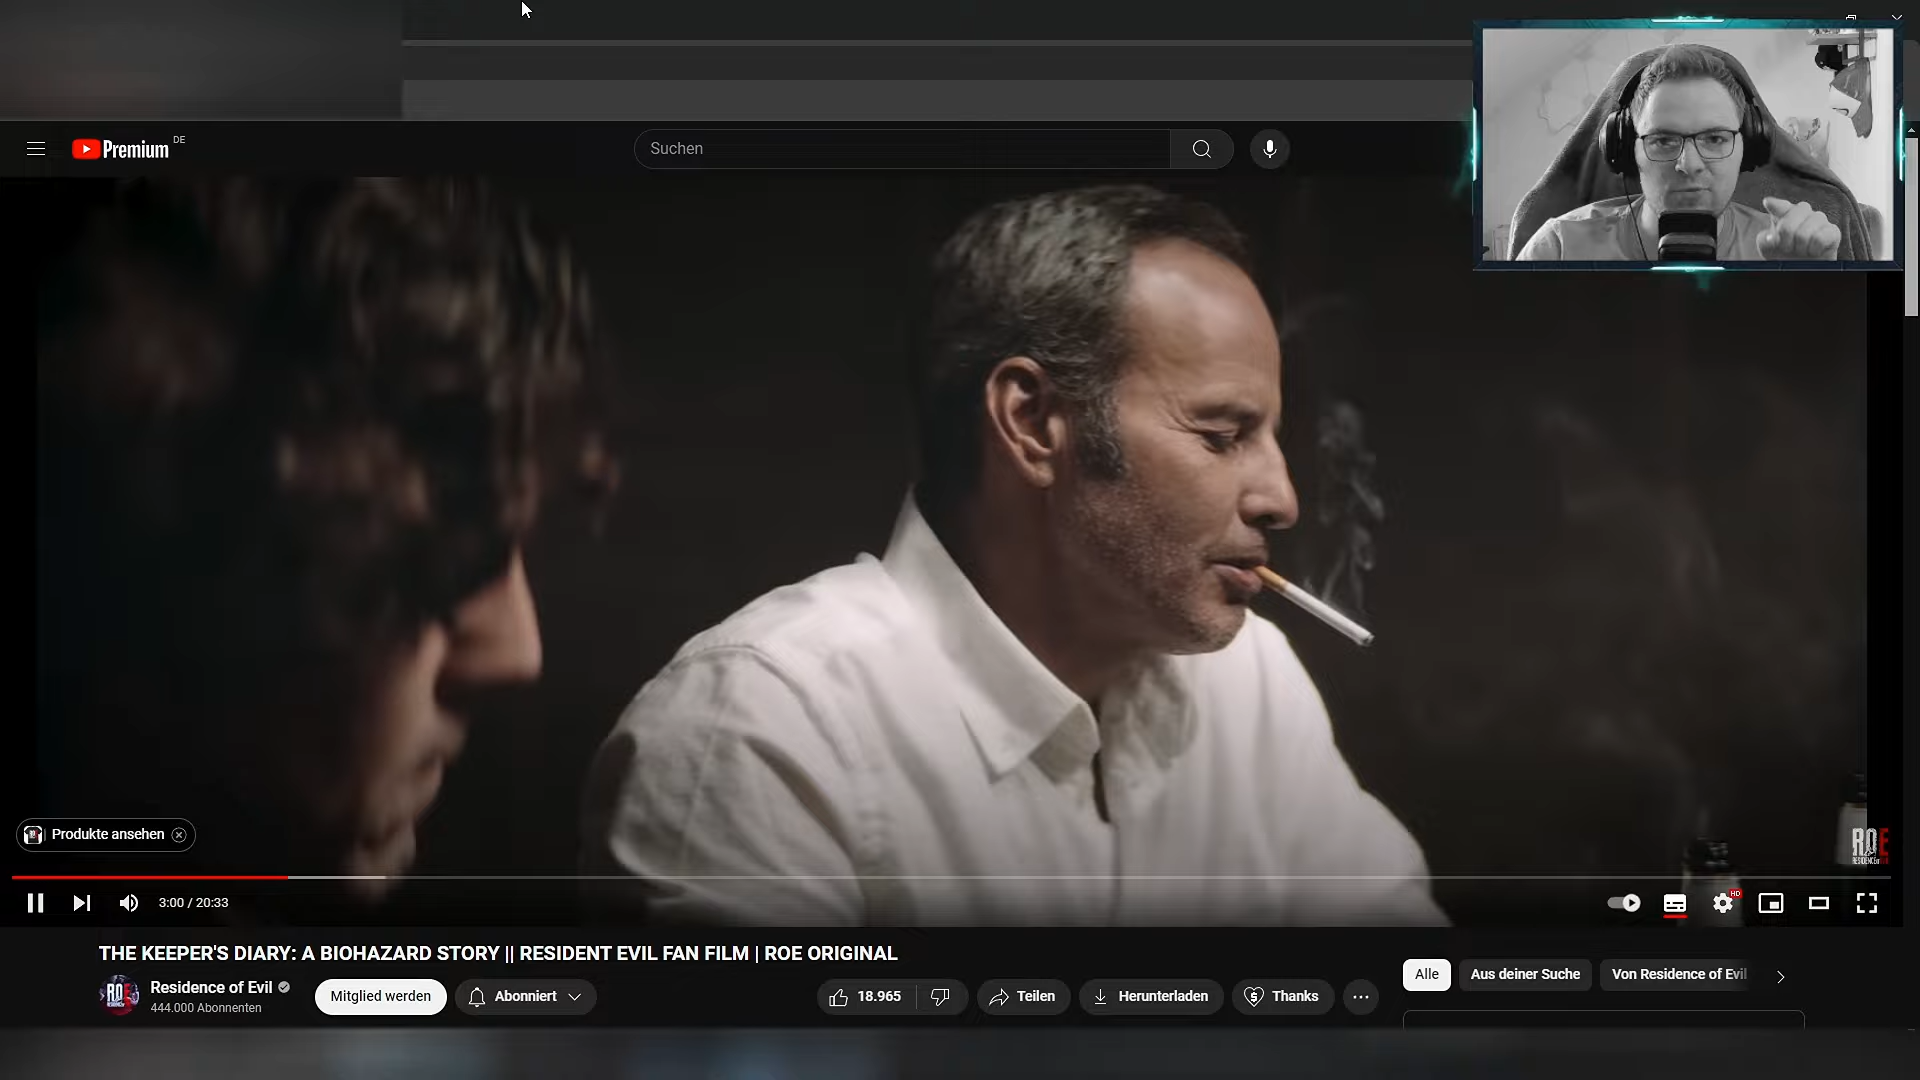 Premium DE
Suchen
Produkte ansehen
ROE
3:00 / 20:33
HD
THE KEEPER'S DIARY: A BIOHAZARD STORY || RESIDENT EVIL FAN FILM | ROE ORIGINAL
Residence of Evil
444.000 Abonnenten
Mitglied werden
Abonniert
18.965
Teilen
Herunterladen
Thanks
Alle
Aus deiner Suche
Von Residence of Evil